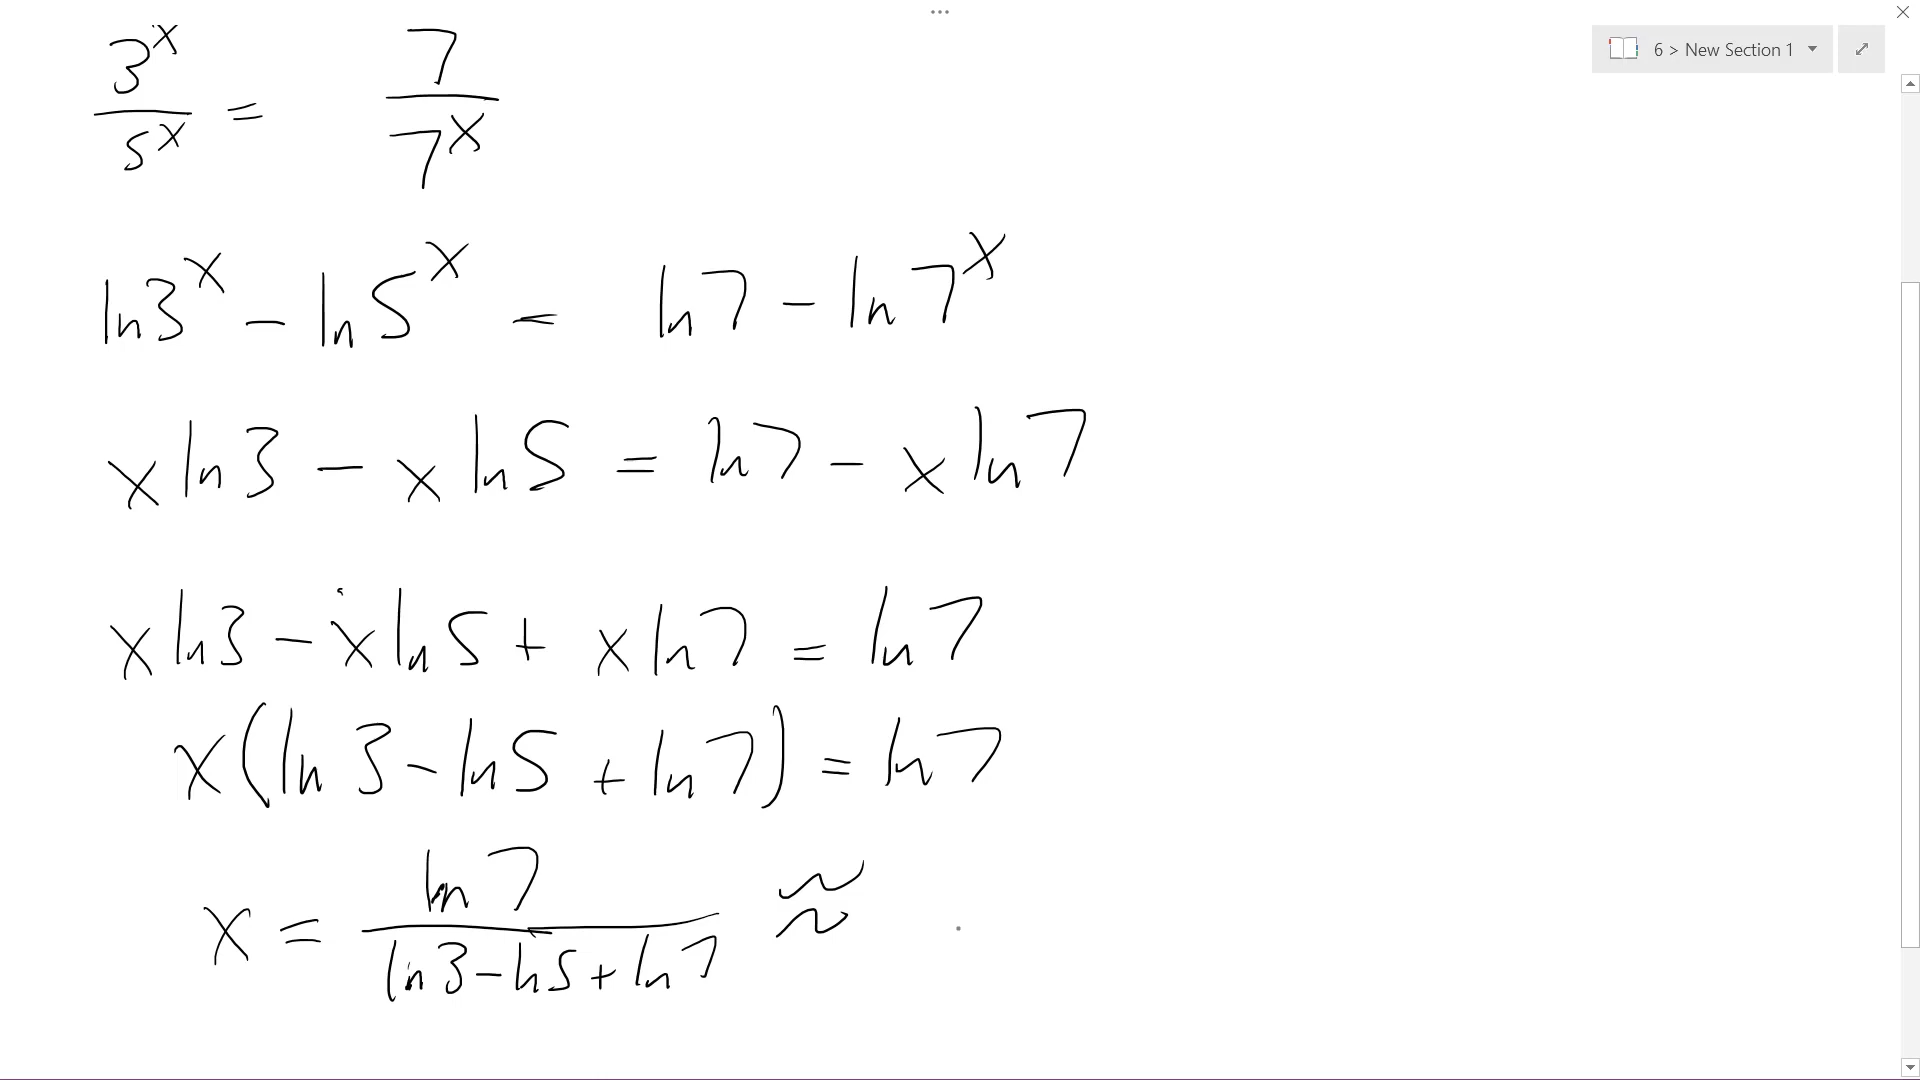 6 > New Section 1
3^x / 5^x = 7 / 7^x
ln3^x - ln5^x = ln7 - ln7^x
x ln3 - x ln5 = ln7 - x ln7
x ln3 - x ln5 + x ln7 = ln7
x(ln3 - ln5 + ln7) = ln7
x = ln7 / ln3 - ln5 + ln7 ≈